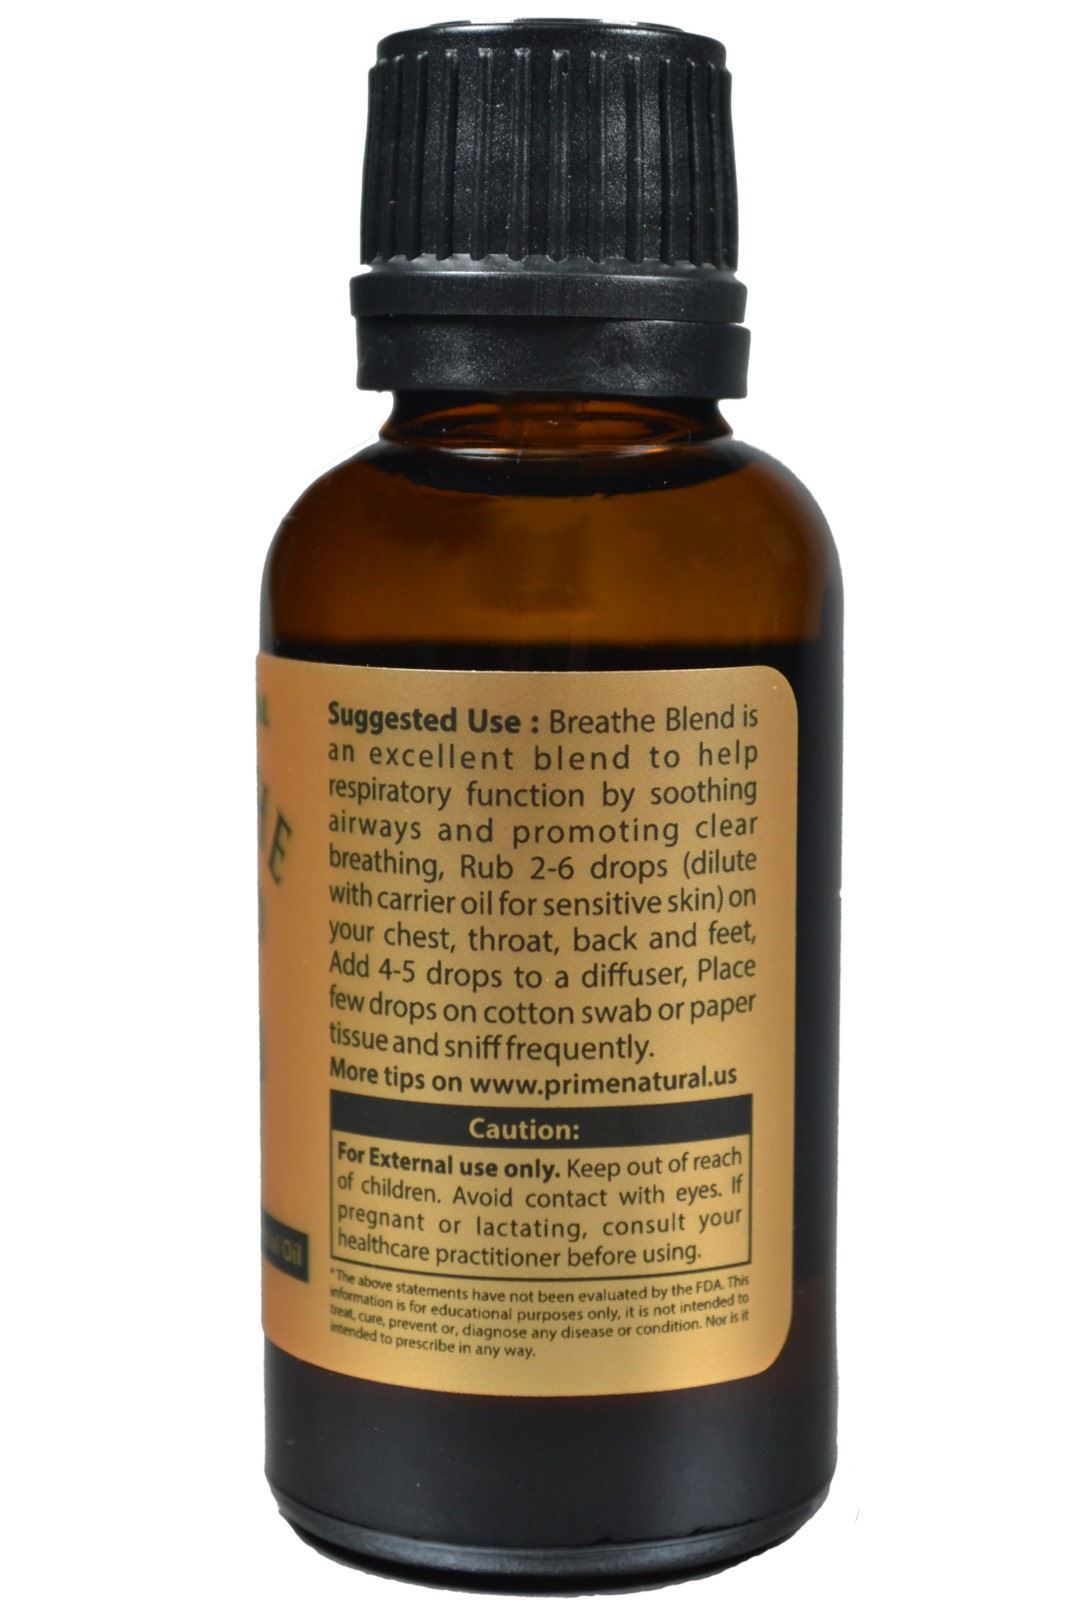 HE
Oil
Suggested Use : Breathe Blend is
an excellent blend to help
respiratory function by soothing
airways and promoting clear
breathing, Rub 2-6 drops (dilute
with carrier oil for sensitive skin) on
your chest, throat, back and feet,
Add 4-5 drops to a diffuser, Place
few drops on cotton swab or paper
tissue and sniff frequently.
More tips on www.primenatural.us
Caution:
For External use only. Keep out of reach
of children. Avoid contact with eyes. If
pregnant or lactating, consult your
healthcare practitioner before using.
*The above statements have not been evaluated by the FDA. This
information is for educational purposes only, it is not intended to
treat, cure, prevent or, diagnose any disease or condition. Nor is it
intended to prescribe in any way.